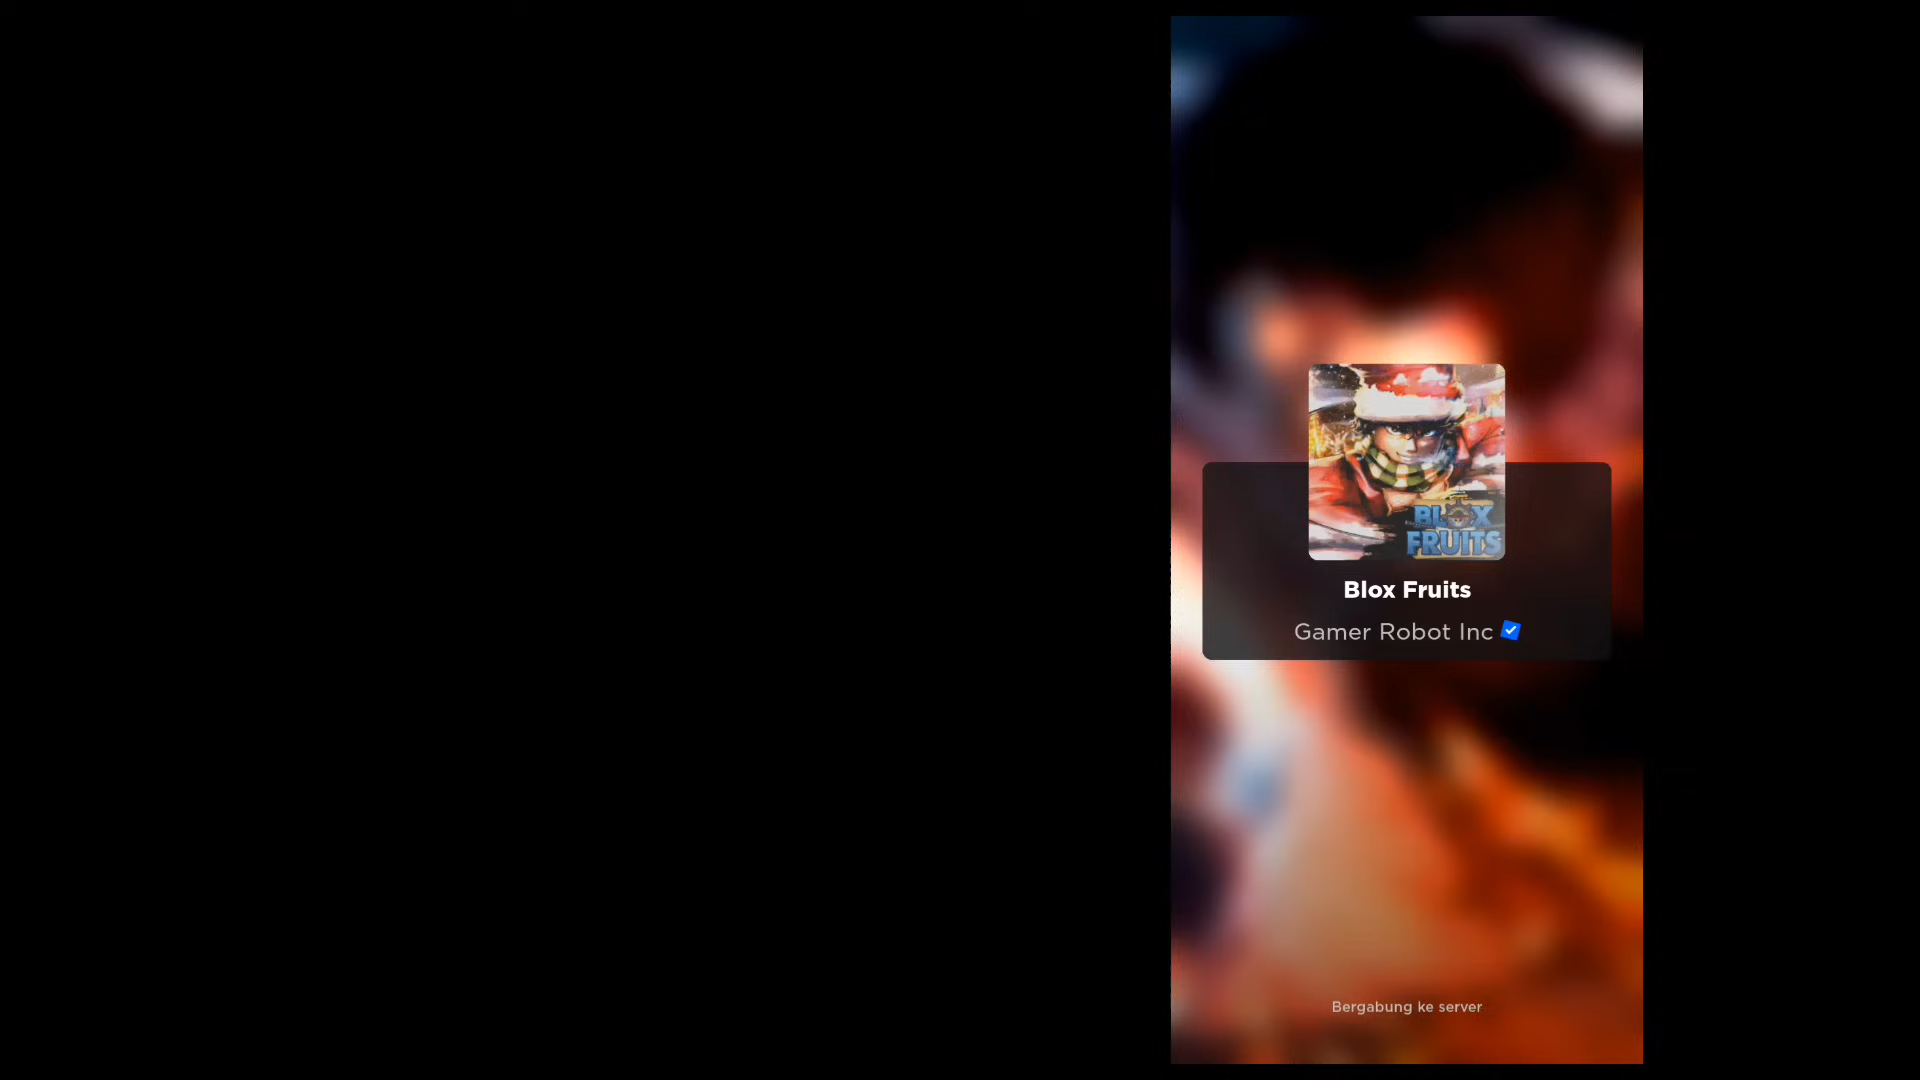 BLOX
FRUITS
Blox Fruits
Gamer Robot Inc
Bergabung ke server